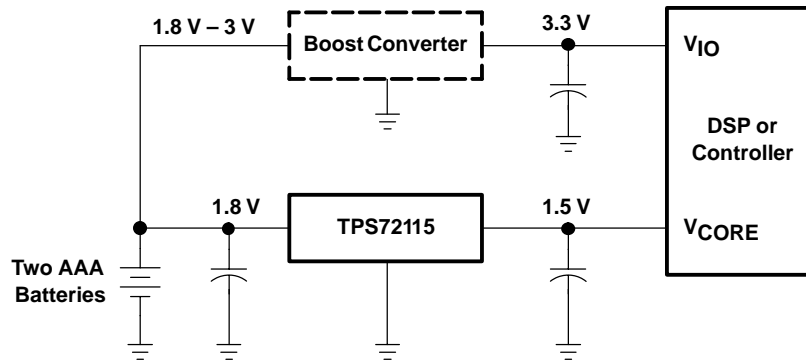 1.8 V – 3 V
Boost Converter
3.3 V
VIO
DSP or
Controller
1.8 V
TPS72115
1.5 V
VCORE
Two AAA
Batteries